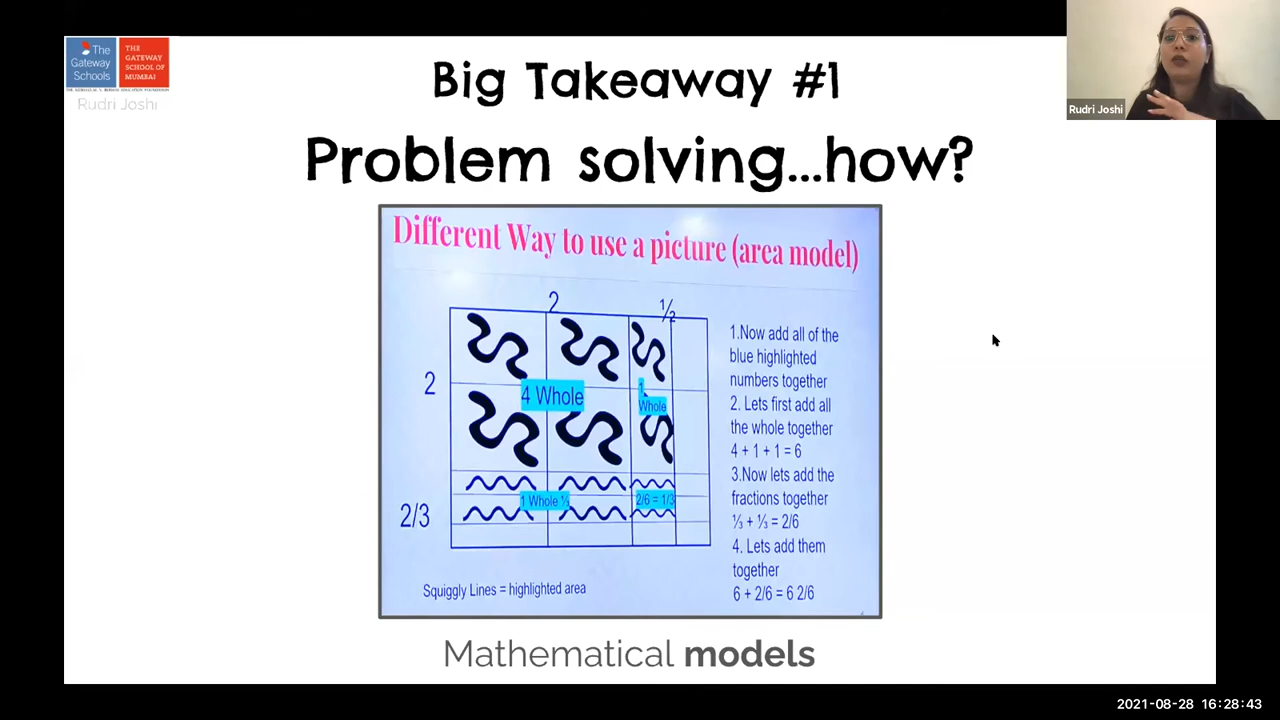 The
Gateway
Schools
THE
GATEWAY
SCHOOL OF
MUMBAI
Rudri Joshi
Big Takeaway #1
Rudri Joshi
Problem solving...how?
Different Way to use a picture (area model)
2
½
2
4 Whole
1
Whole
2/3
1 Whole ⅓
2/6 = 1/3
Squiggly Lines = highlighted area
1.Now add all of the
blue highlighted
numbers together
2. Lets first add all
the whole together
4 + 1 + 1 = 6
3.Now lets add the
fractions together
⅓ + ⅓ = 2/6
4. Lets add them
together
6 + 2/6 = 6 2/6
Mathematical models
2021-08-28 16:28:43